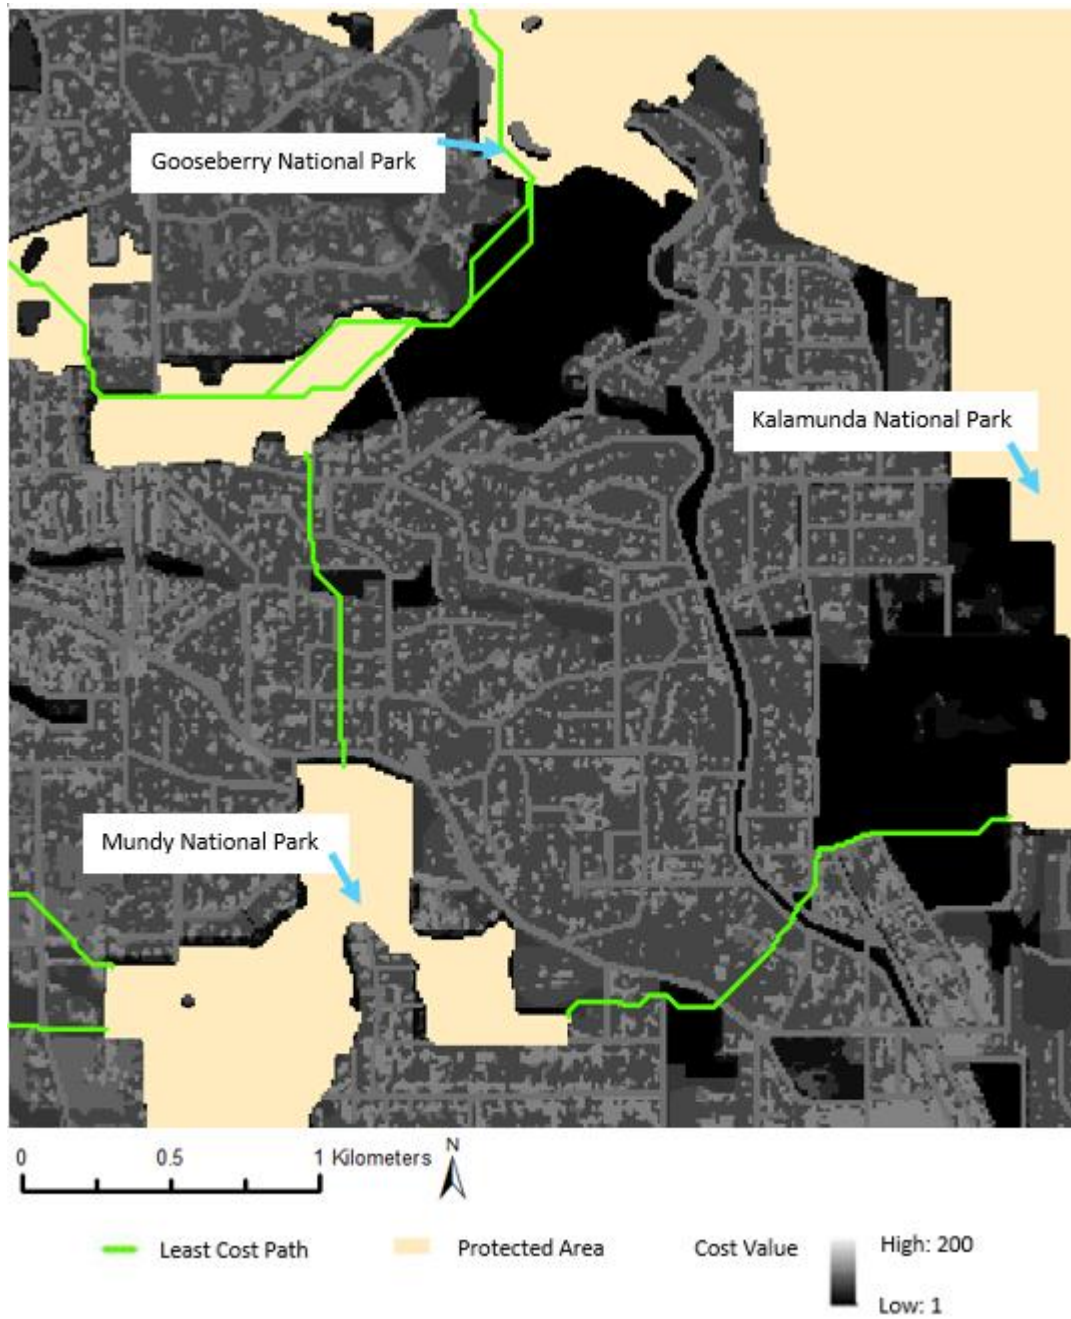 Gooseberry National Park
Kalamunda National Park
Mundy National Park
0 0.5 1 Kilometers N
Least Cost Path Protected Area Cost Value High: 200
Low: 1